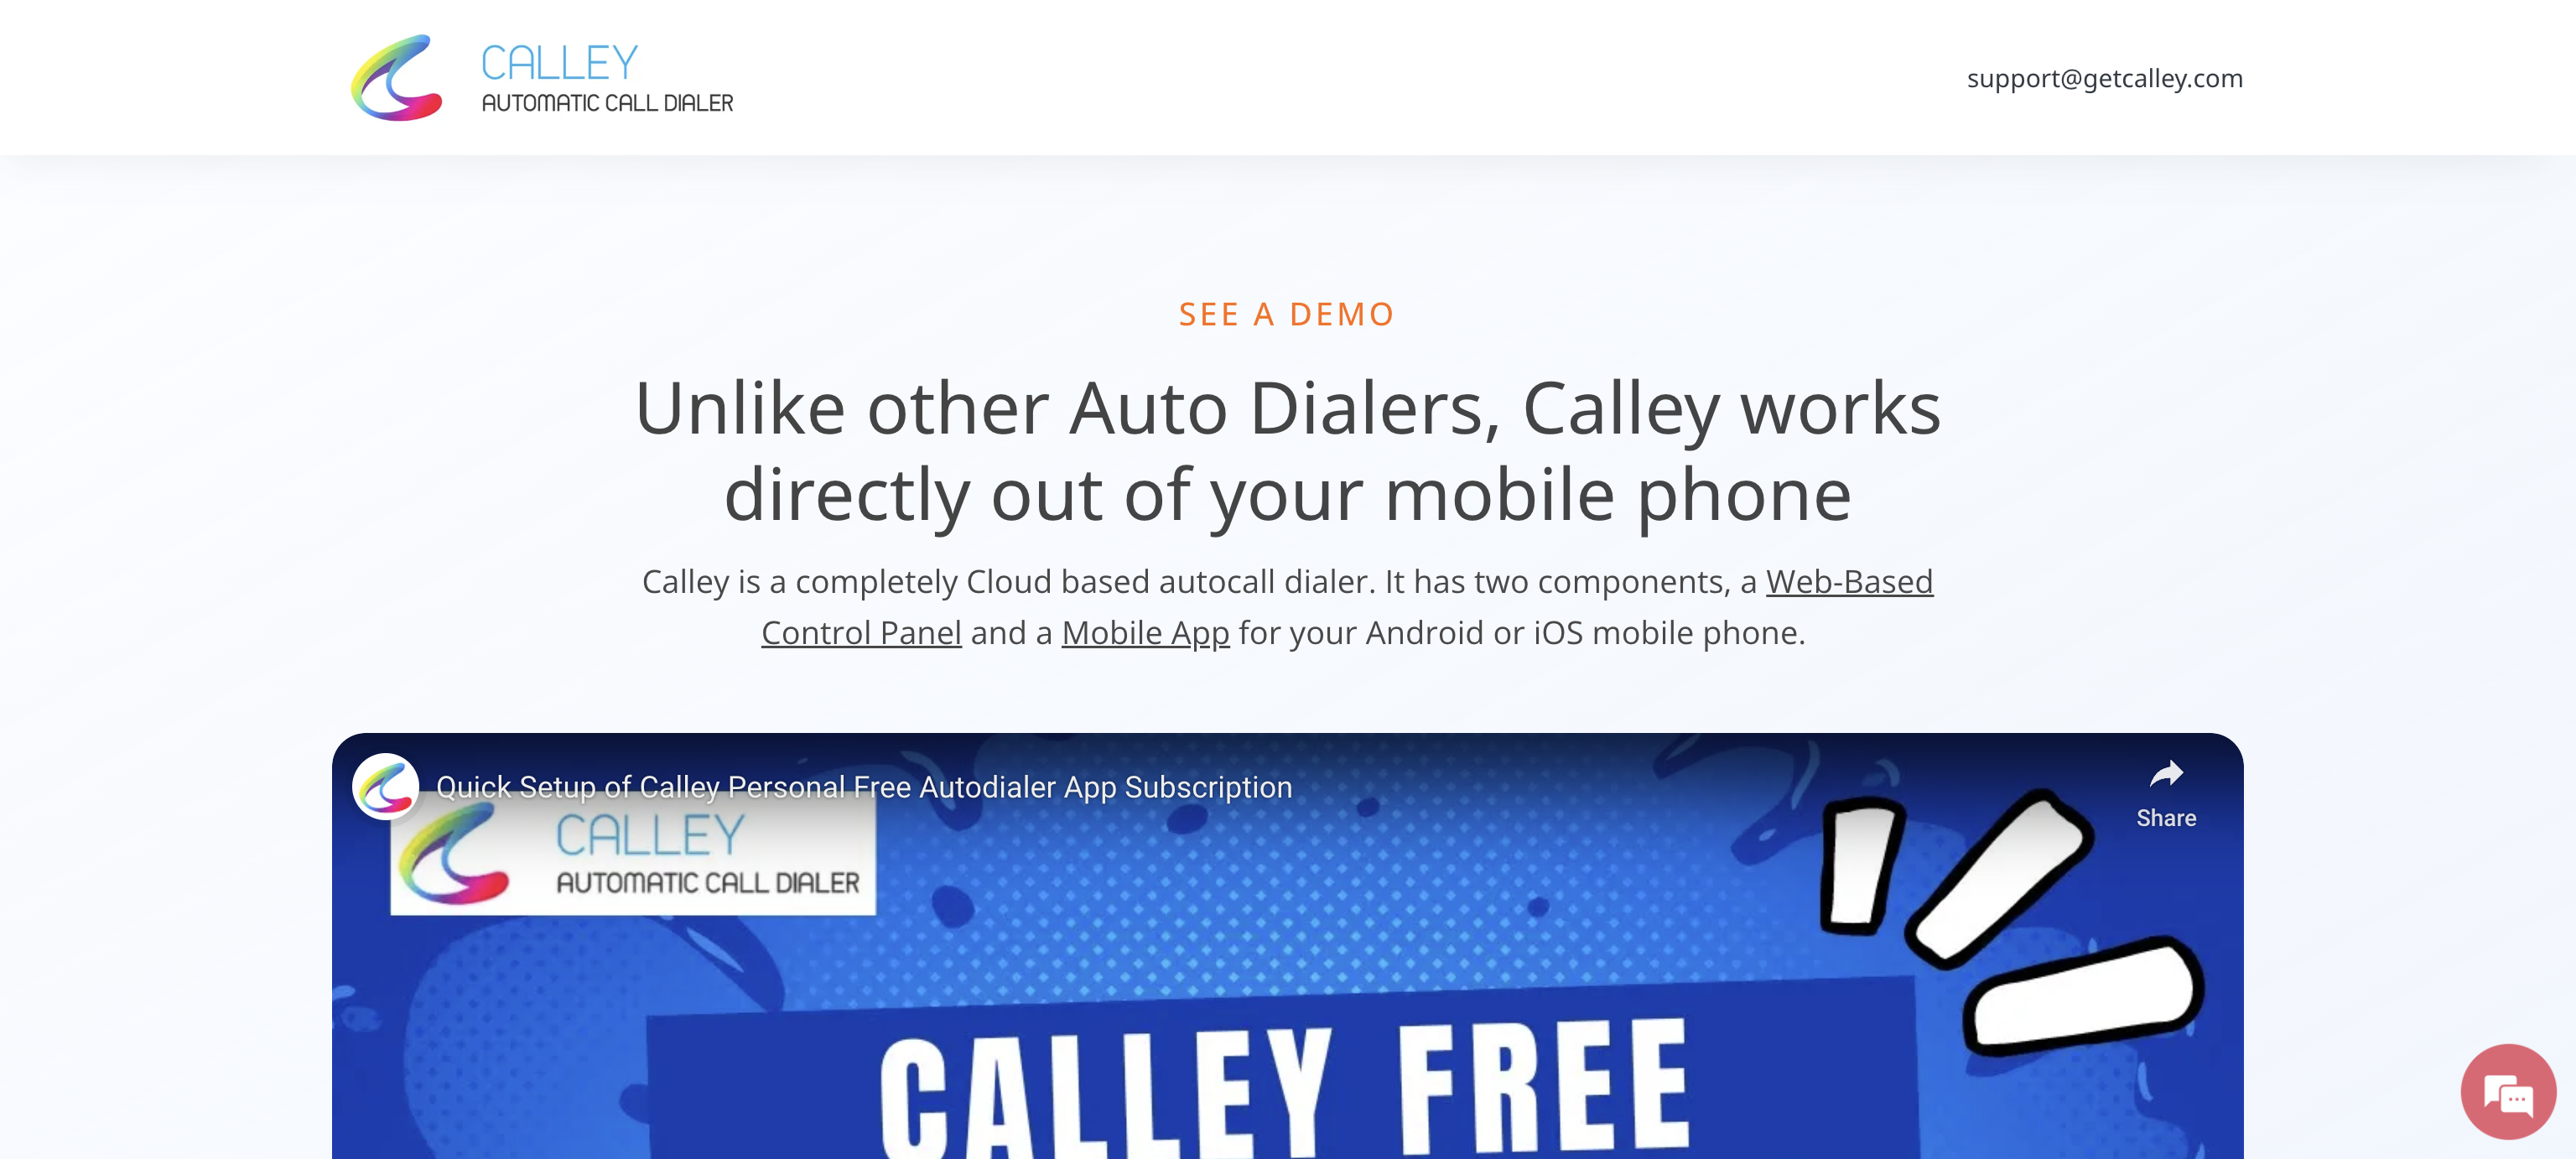 CALLEY
AUTOMATIC CALL DIALER
support@getcalley.com
SEE A DEMO
Unlike other Auto Dialers, Calley works
directly out of your mobile phone
Calley is a completely Cloud based autocall dialer. It has two components, a Web-Based
Control Panel and a Mobile App for your Android or iOS mobile phone.
Quick Setup of Calley Personal Free Autodialer App Subscription
Share
CALLEY
AUTOMATIC CALL DIALER
CALLEY FREE